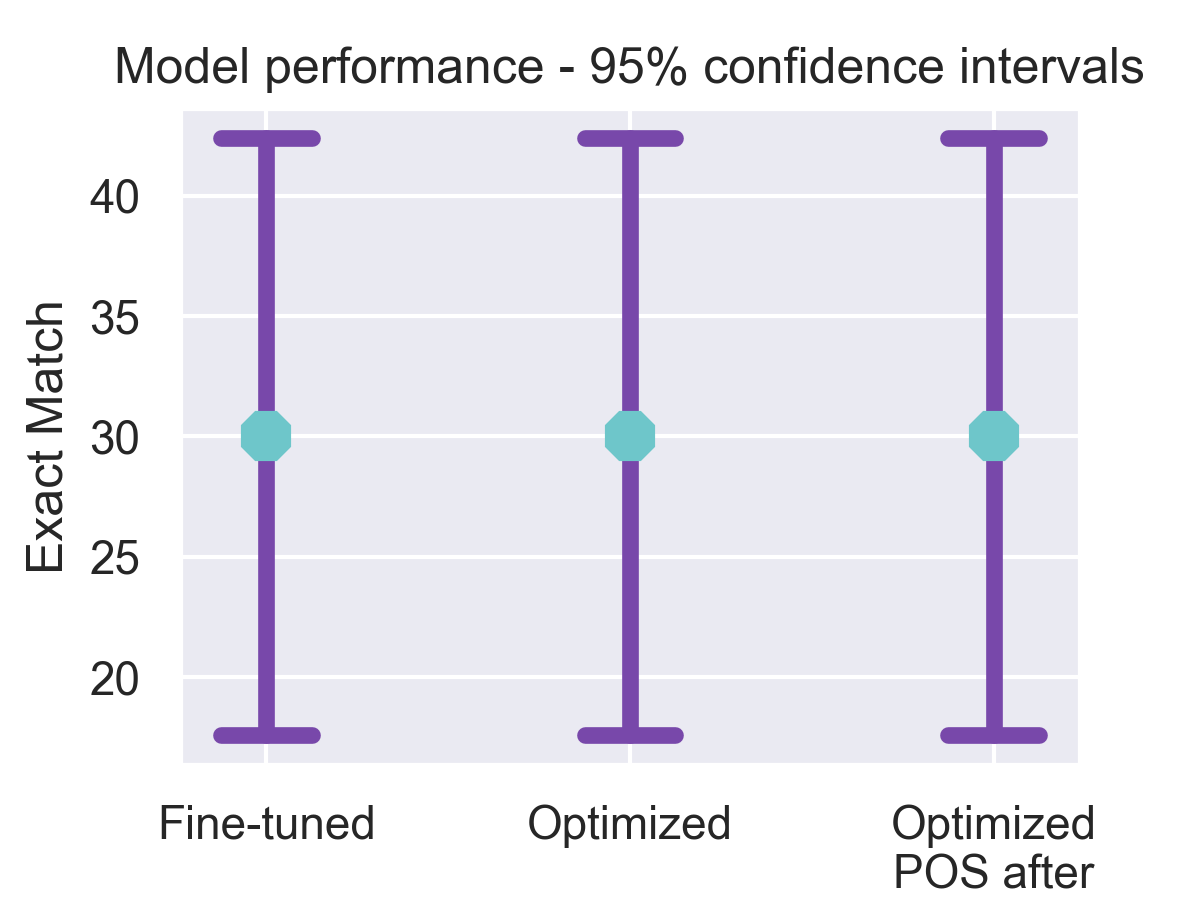 Model performance - 95% confidence intervals
Exact Match
40
35
30
25
20
Fine-tuned
Optimized
Optimized
POS after